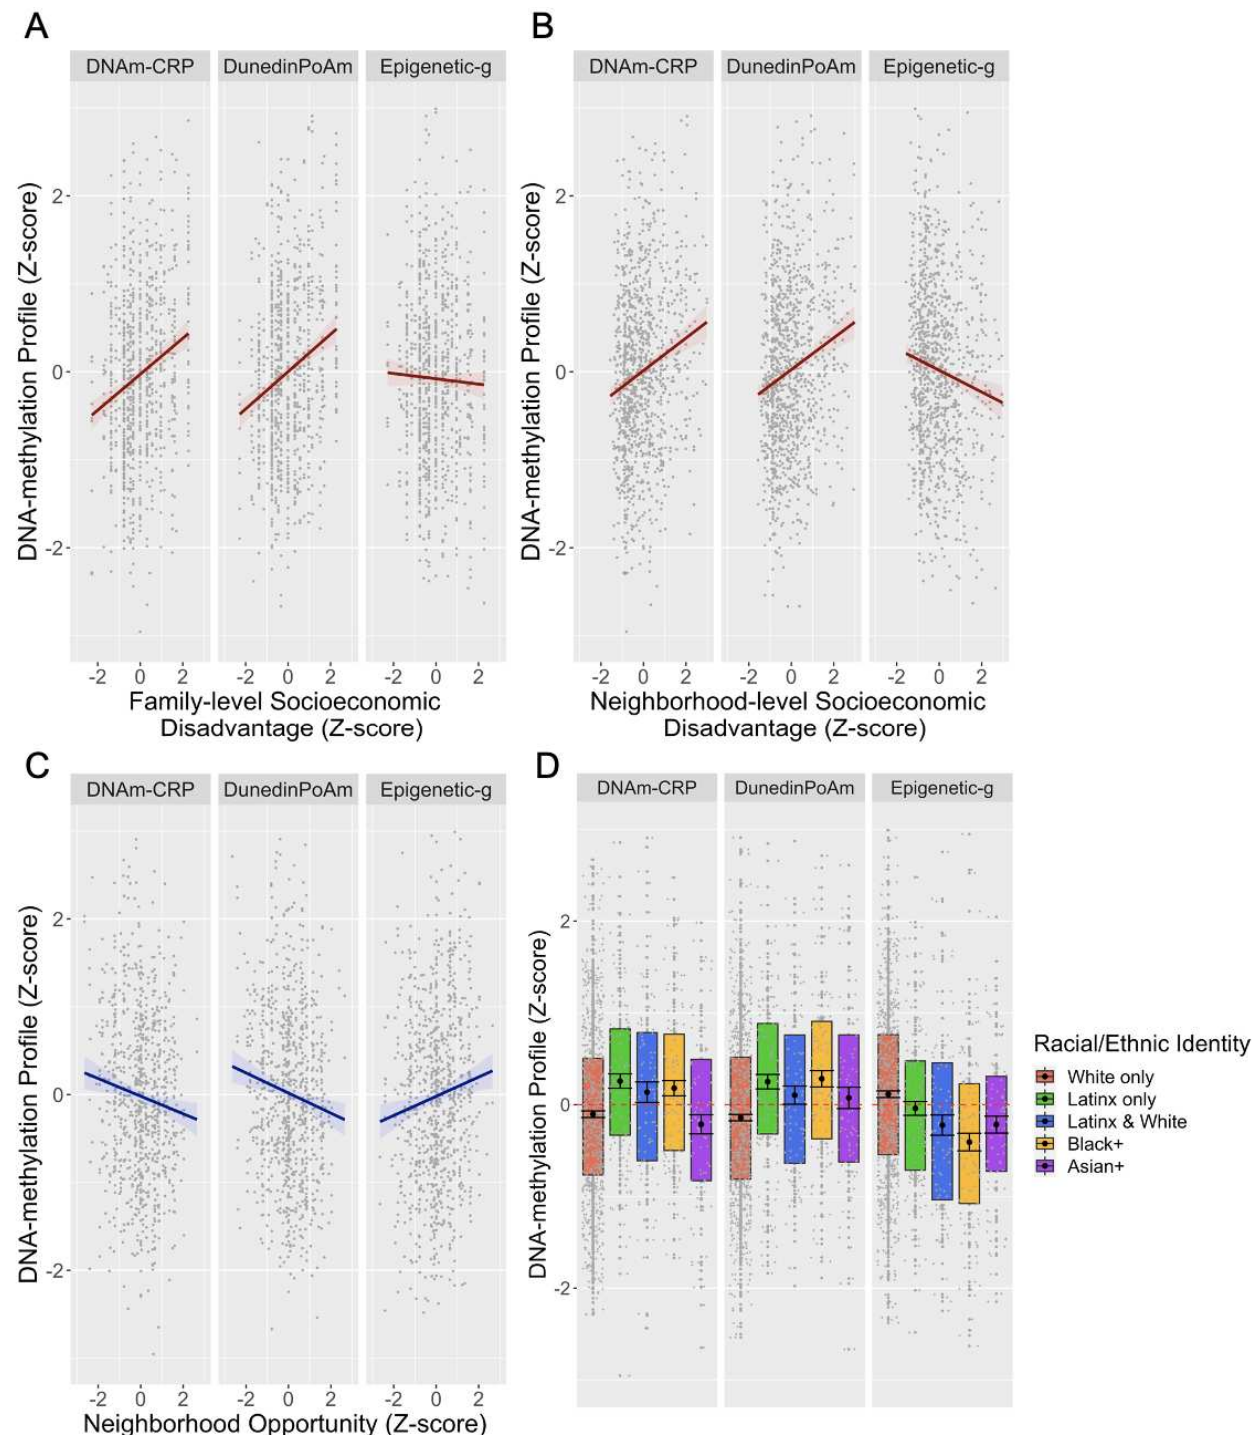 A
B
DNAm-CRP DunedinPoAm Epigenetic-g
DNAm-CRP DunedinPoAm Epigenetic-g
DNA-methylation Profile (Z-score)
2
0
-2
DNA-methylation Profile (Z-score)
2
0
-2
-2 0 2 -2 0 2 -2 0 2
Family-level Socioeconomic
Disadvantage (Z-score)
-2 0 2 -2 0 2 -2 0 2
Neighborhood-level Socioeconomic
Disadvantage (Z-score)
C
D
DNAm-CRP DunedinPoAm Epigenetic-g
DNAm-CRP DunedinPoAm Epigenetic-g
DNA-methylation Profile (Z-score)
2
0
-2
-2 0 2 -2 0 2 -2 0 2
Neighborhood Opportunity (Z-score)
DNA-methylation Profile (Z-score)
2
0
-2
Racial/Ethnic Identity
White only
Latinx only
Latinx & White
Black+
Asian+